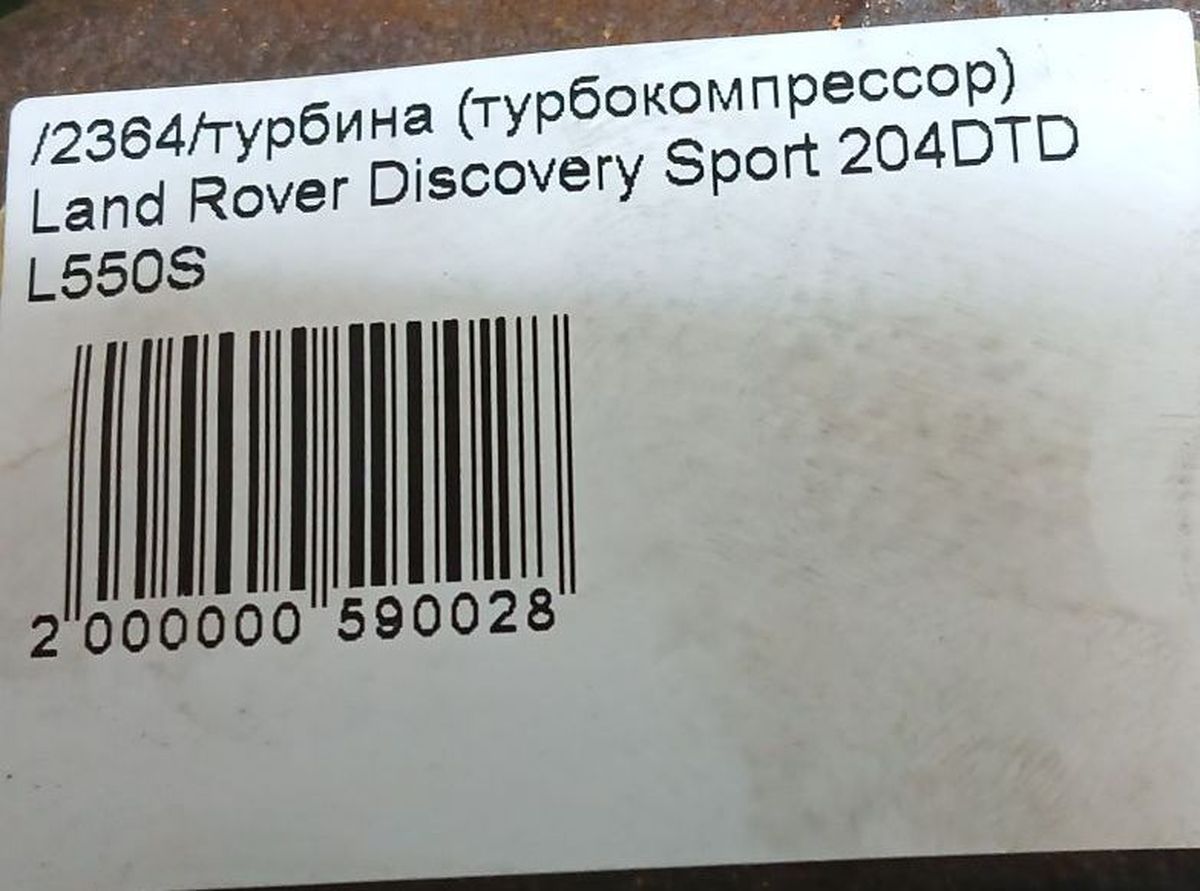 /2364/турбина (турбокомпрессор)
Land Rover Discovery Sport 204DTD
L550S
2 000000 590028